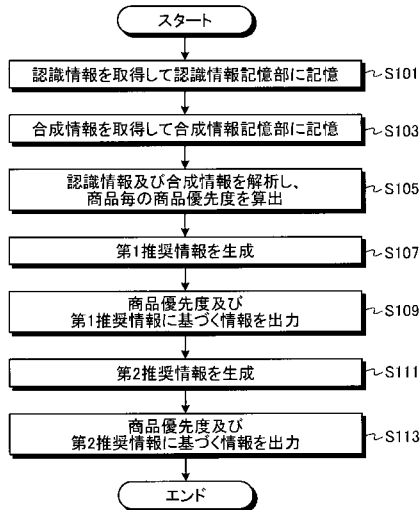 スタート
認識情報を取得して認識情報記憶部に記憶
S101
合成情報を取得して合成情報記憶部に記憶
S103
認識情報及び合成情報を解析し、
商品毎の商品優先度を算出
S105
第1推奨情報を生成
S107
商品優先度及び
第1推奨情報に基づく情報を出力
S109
第2推奨情報を生成
S111
商品優先度及び
第2推奨情報に基づく情報を出力
S113
エンド